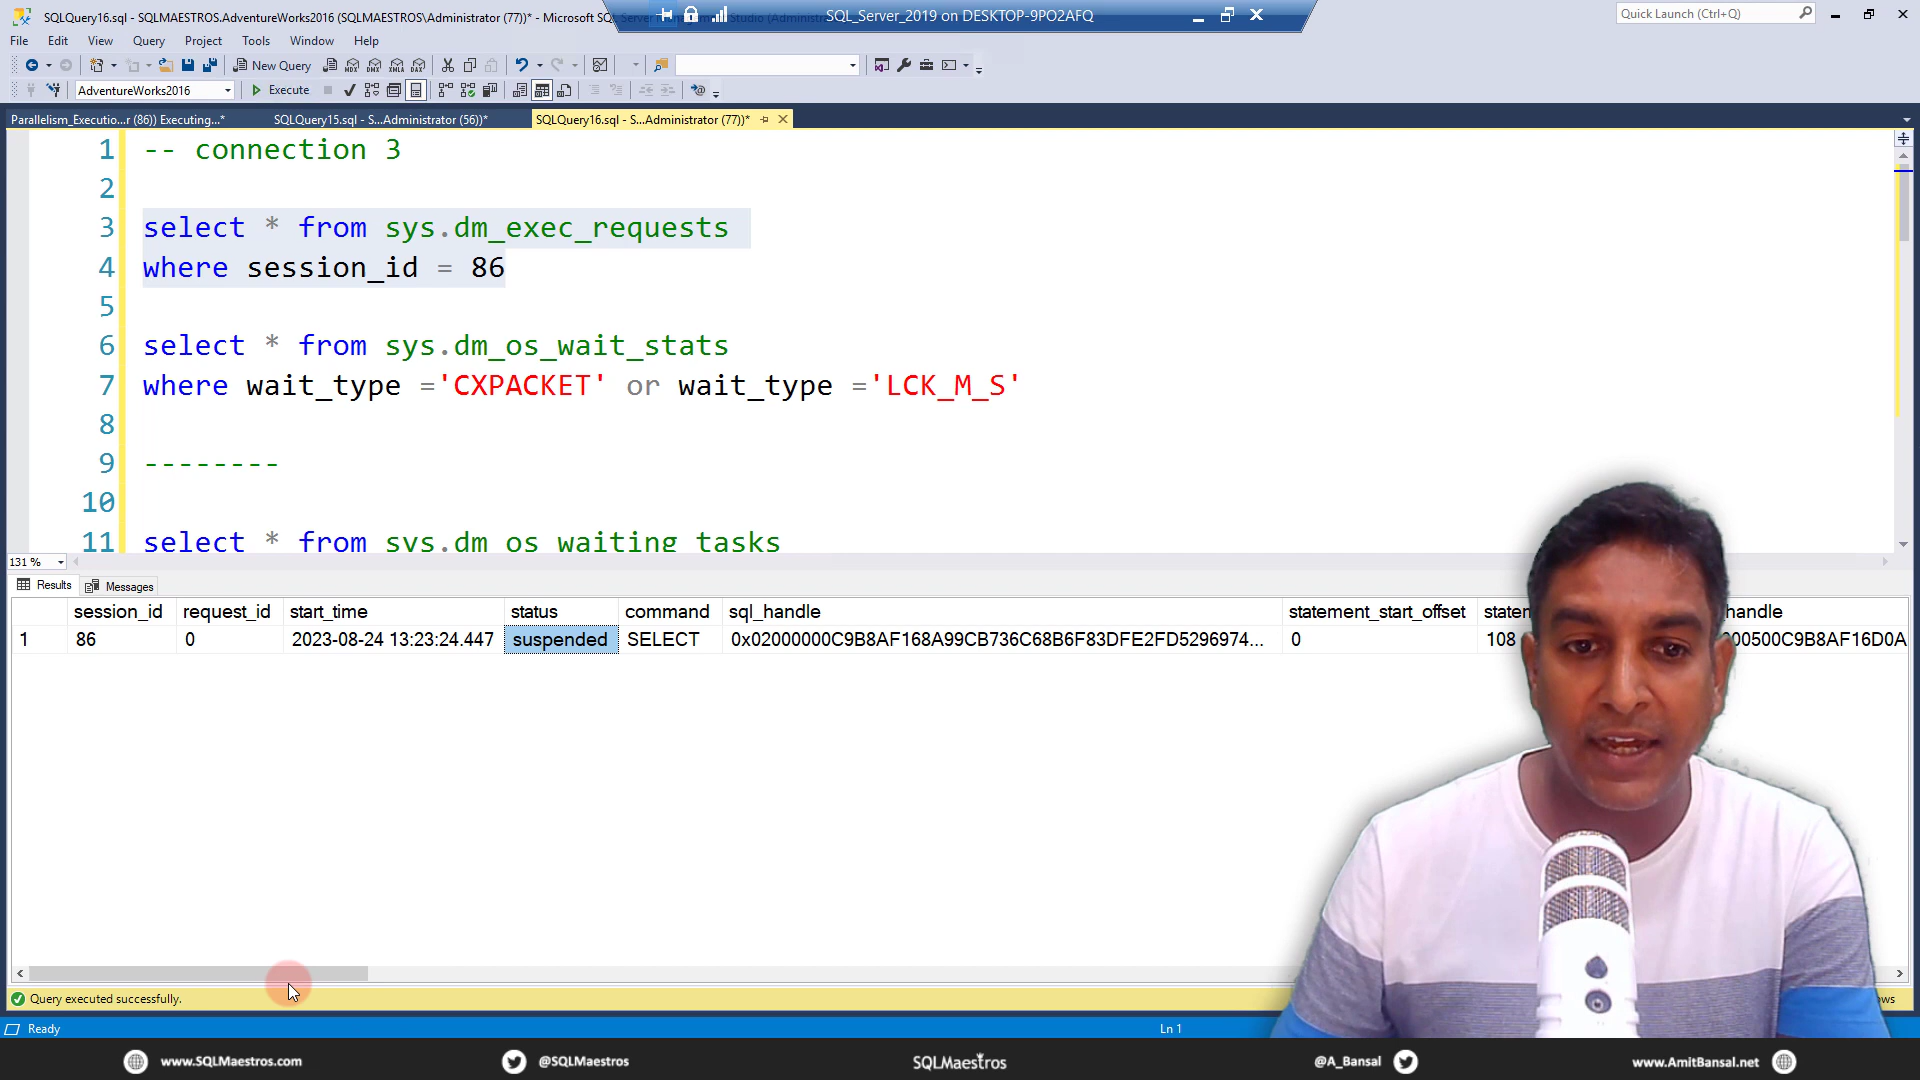 SQLQuery16.sql - SQLMAESTROS.AdventureWorks2016 (SQLMAESTROS\Administrator (77))* - Microsoft SQL
SQL_Server_2019 on DESKTOP-9PO2AFQ
Quick Launch (Ctrl+Q)
File Edit View Query Project Tools Window Help
New Query
AdventureWorks2016 Execute
Parallelism_Executio...r (86)) Executing...* SQLQuery15.sql - S...Administrator (56))* SQLQuery16.sql - S...Administrator (77))*
1 -- connection 3
2
3 select * from sys.dm_exec_requests
4 where session_id = 86
5
6 select * from sys.dm_os_wait_stats
7 where wait_type ='CXPACKET' or wait_type ='LCK_M_S'
8
9 --------
10
11 select * from sys.dm_os_waiting_tasks
131 %
Results Messages
session_id request_id start_time status command sql_handle statement_start_offset
1 86 0 2023-08-24 13:23:24.447 suspended SELECT 0x02000000C9B8AF168A99CB736C68B6F83DFE2FD5296974... 0 108
Query executed successfully.
Ready Ln 1
www.SQLMaestros.com @SQLMaestros SQLMaestros @A_Bansal www.AmitBansal.net